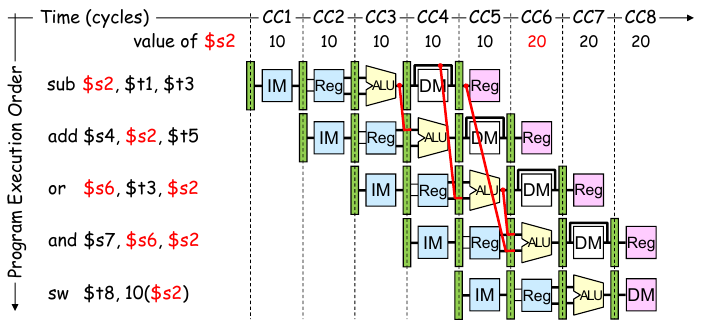 Time (cycles) CC1 CC2 CC3 CC4 CC5 CC6 CC7 CC8
value of $s2 10 10 10 10 10 20 20 20
Program Execution Order
sub $s2, $t1, $t3 IM Reg ALU DM Reg
add $s4, $s2, $t5 IM Reg ALU DM Reg
or $s6, $t3, $s2 IM Reg ALU DM Reg
and $s7, $s6, $s2 IM Reg ALU DM Reg
sw $t8, 10($s2) IM Reg ALU DM